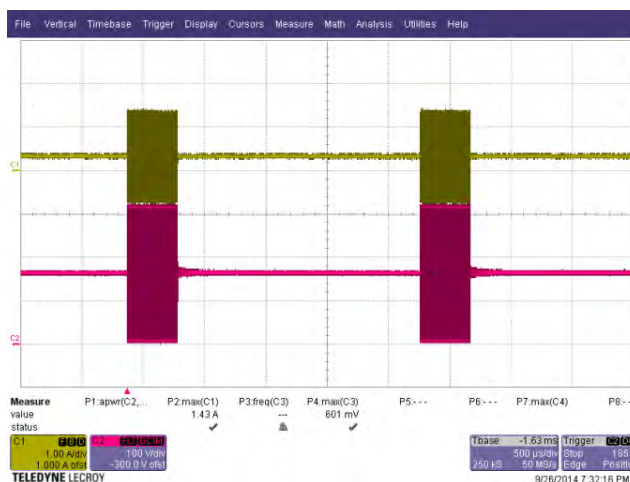 File Vertical Timebase Trigger Display Cursors Measure Math Analysis Utilities Help
C1
C2
Measure P1:apwr(C2,... P2:max(C1) P3:freq(C3) P4:max(C3) P5:--- P6:--- P7:max(C4) P8:--
value 1.43 A --- 601 mV
status
C1 C2 Tbase -1.63 ms Trigger
1.00 A/div 100 V/div 500 µs/div Stop
1.000 A ofst -300.0 V ofst 250 kS 50 MS/s Edge
TELEDYNE LECROY 9/26/2014 7:32:16 PM